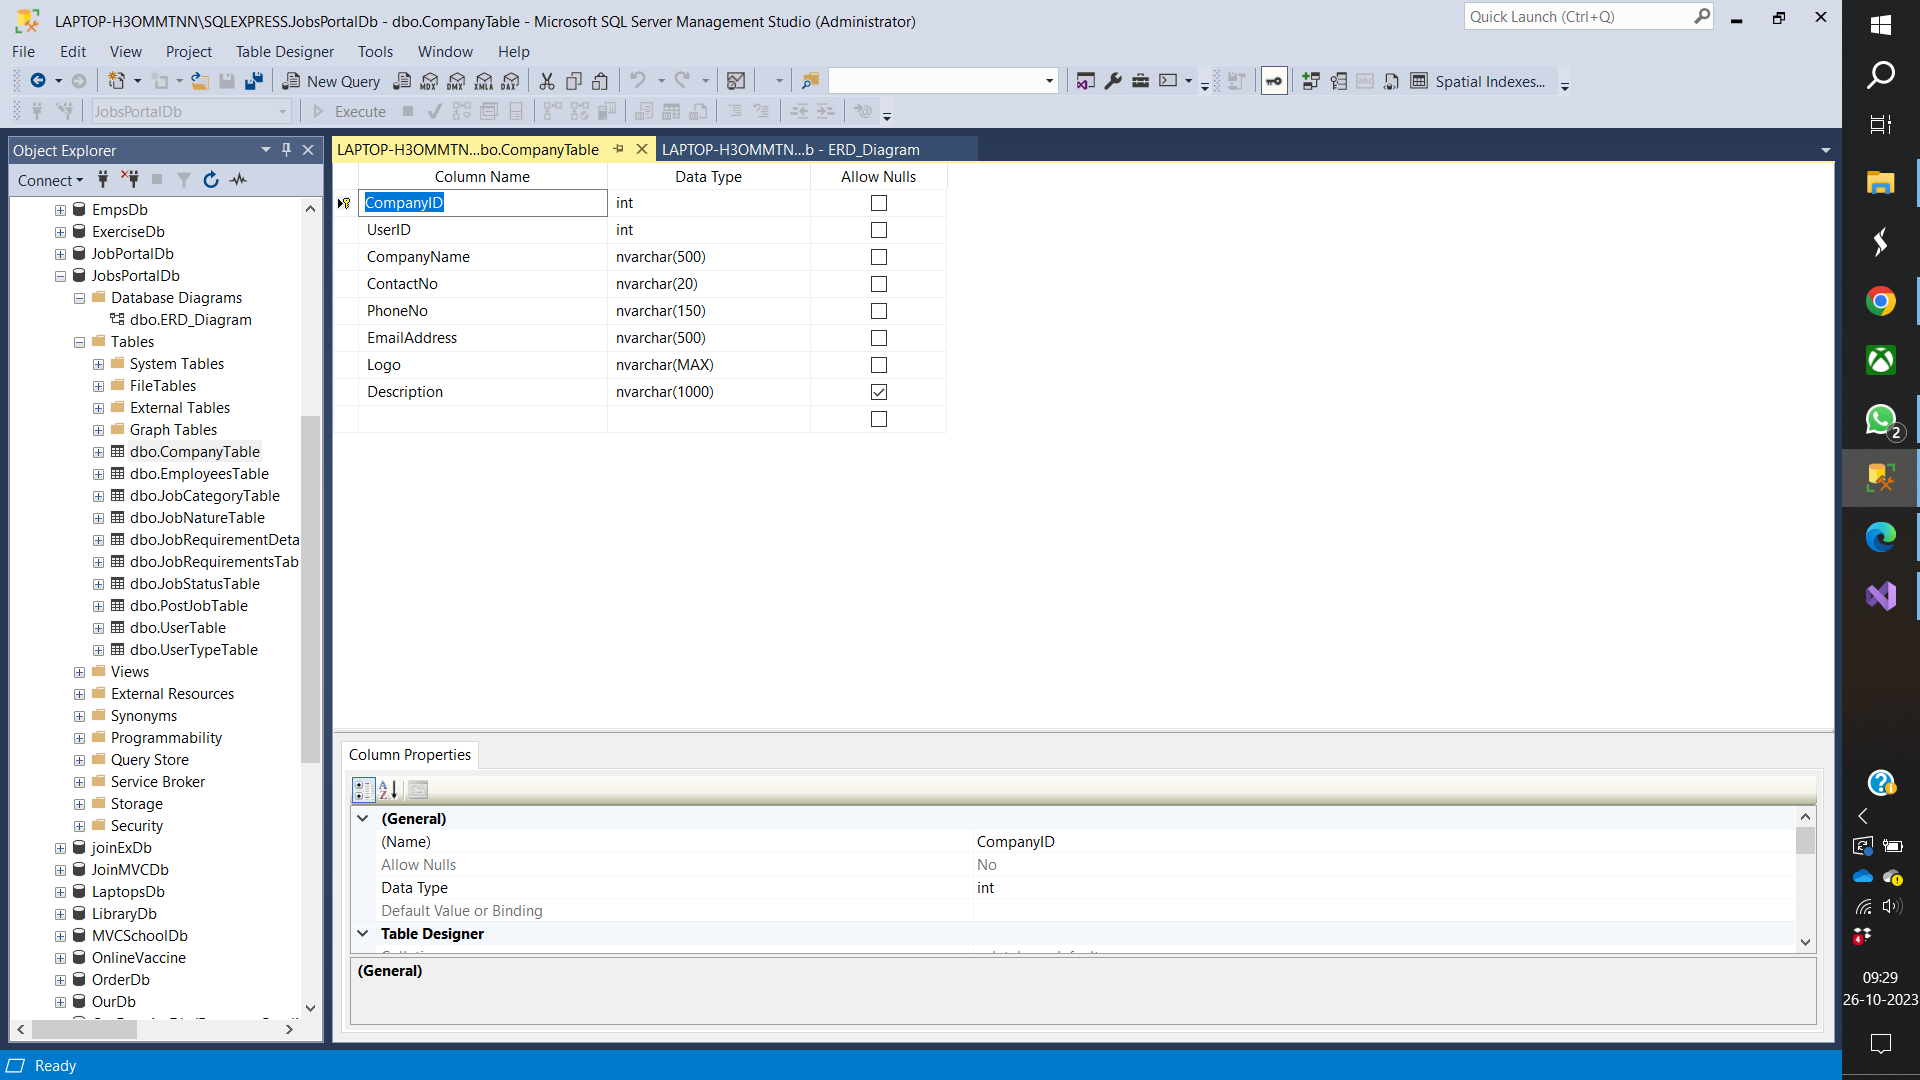 LAPTOP-H3OMMTNN\SQLEXPRESS.JobsPortalDb - dbo.CompanyTable - Microsoft SQL Server Management Studio (Administrator)
Quick Launch (Ctrl+Q)
File Edit View Project Table Designer Tools Window Help
New Query MDX DMX XMLA DAX Spatial Indexes...
JobsPortalDb Execute
Object Explorer
Connect
EmpsDb
ExerciseDb
JobPortalDb
JobsPortalDb
Database Diagrams
dbo.ERD_Diagram
Tables
System Tables
FileTables
External Tables
Graph Tables
dbo.CompanyTable
dbo.EmployeesTable
dbo.JobCategoryTable
dbo.JobNatureTable
dbo.JobRequirementDeta
dbo.JobRequirementsTab
dbo.JobStatusTable
dbo.PostJobTable
dbo.UserTable
dbo.UserTypeTable
Views
External Resources
Synonyms
Programmability
Query Store
Service Broker
Storage
Security
joinExDb
JoinMVCDb
LaptopsDb
LibraryDb
MVCSchoolDb
OnlineVaccine
OrderDb
OurDb
LAPTOP-H3OMMTN...bo.CompanyTable LAPTOP-H3OMMTN...b - ERD_Diagram
Column Name Data Type Allow Nulls
CompanyID int
UserID int
CompanyName nvarchar(500)
ContactNo nvarchar(20)
PhoneNo nvarchar(150)
EmailAddress nvarchar(500)
Logo nvarchar(MAX)
Description nvarchar(1000)
Column Properties
(General)
(Name) CompanyID
Allow Nulls No
Data Type int
Default Value or Binding
Table Designer
(General)
Ready
2
4
09:29
26-10-2023